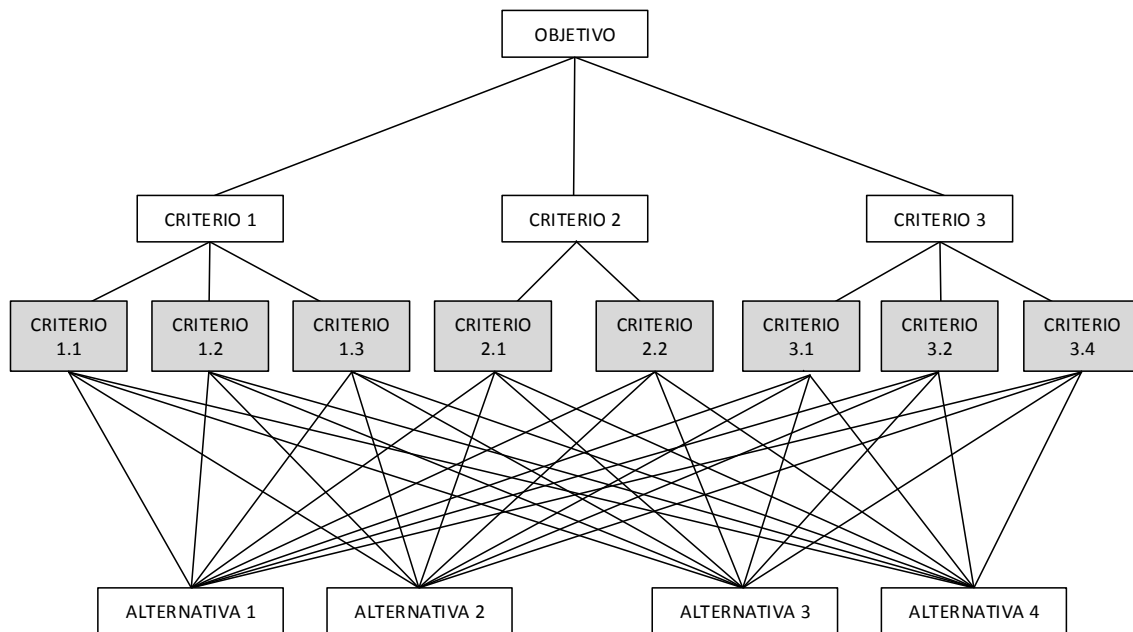 OBJETIVO
CRITERIO 1
CRITERIO 2
CRITERIO 3
CRITERIO
1.1
CRITERIO
1.2
CRITERIO
1.3
CRITERIO
2.1
CRITERIO
2.2
CRITERIO
3.1
CRITERIO
3.2
CRITERIO
3.4
ALTERNATIVA 1
ALTERNATIVA 2
ALTERNATIVA 3
ALTERNATIVA 4